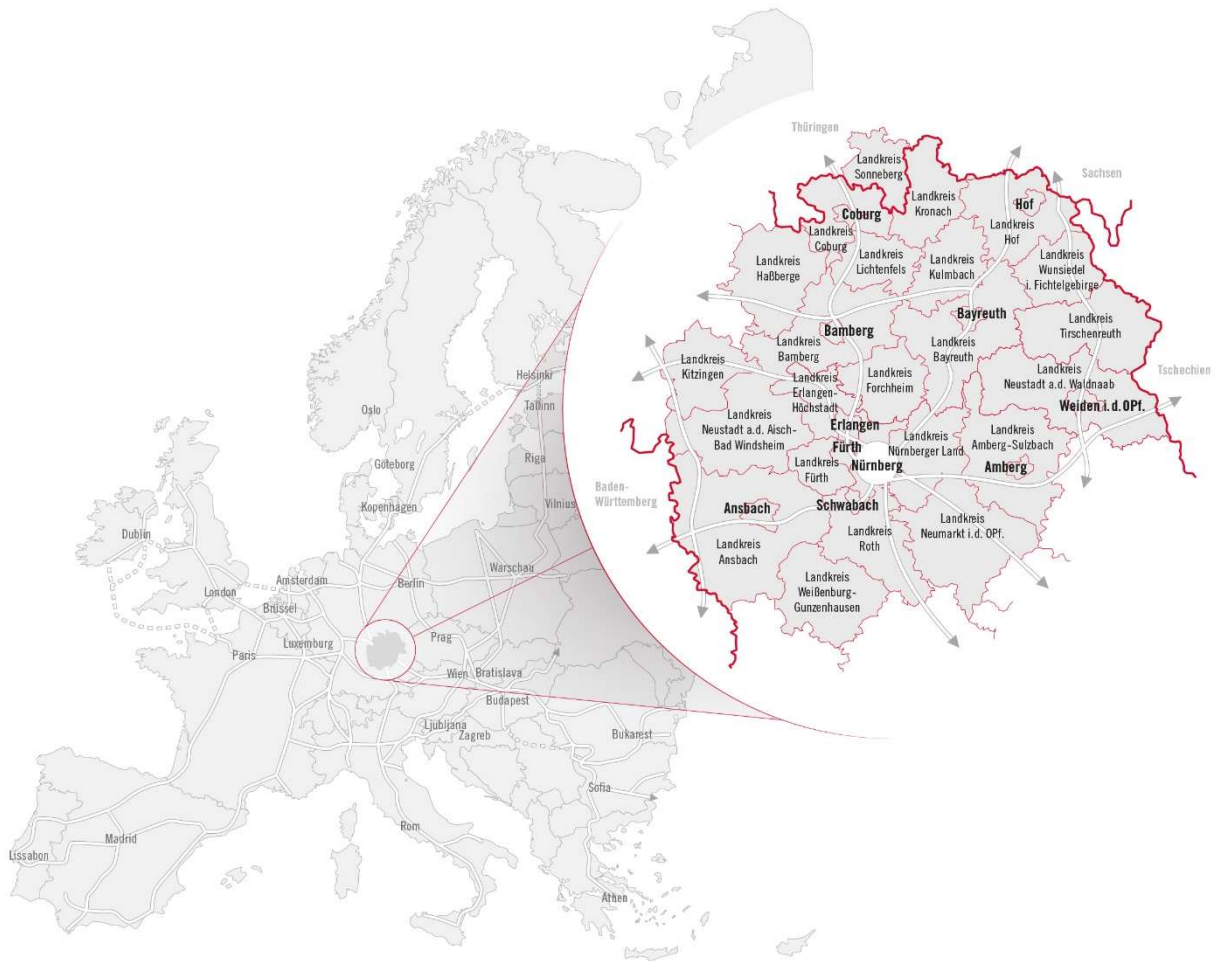 Thüringen
Sachsen
Landkreis
Sonneberg
Landkreis
Kronach
Hof
Landkreis
Hof
Coburg
Landkreis
Coburg
Landkreis
Haßberge
Landkreis
Lichtenfels
Landkreis
Kulmbach
Landkreis
Wunsiedel
i. Fichtelgebirge
Bayreuth
Landkreis
Tirschenreuth
Bamberg
Landkreis
Bamberg
Landkreis
Bayreuth
Landkreis
Kitzingen
Landkreis
Erlangen-
Höchstadt
Landkreis
Forchheim
Landkreis
Neustadt a.d. Waldnaab
Tschechien
Weiden i.d.OPf.
Landkreis
Neustadt a.d. Aisch-
Bad Windsheim
Erlangen
Fürth
Nürnberg
Landkreis
Nürnberger Land
Landkreis
Amberg-Sulzbach
Amberg
Landkreis
Fürth
Baden-
Württemberg
Ansbach
Schwabach
Landkreis
Ansbach
Landkreis
Roth
Landkreis
Neumarkt i.d. OPf.
Landkreis
Weißenburg-
Gunzenhausen
Helsinki
Tallinn
Oslo
Göteborg
Riga
Vilnius
Kopenhagen
Dublin
London
Amsterdam
Berlin
Warschau
Brüssel
Luxemburg
Prag
Paris
Wien
Bratislava
Budapest
Ljubljana
Zagreb
Bukarest
Sofia
Madrid
Lissabon
Rom
Athen